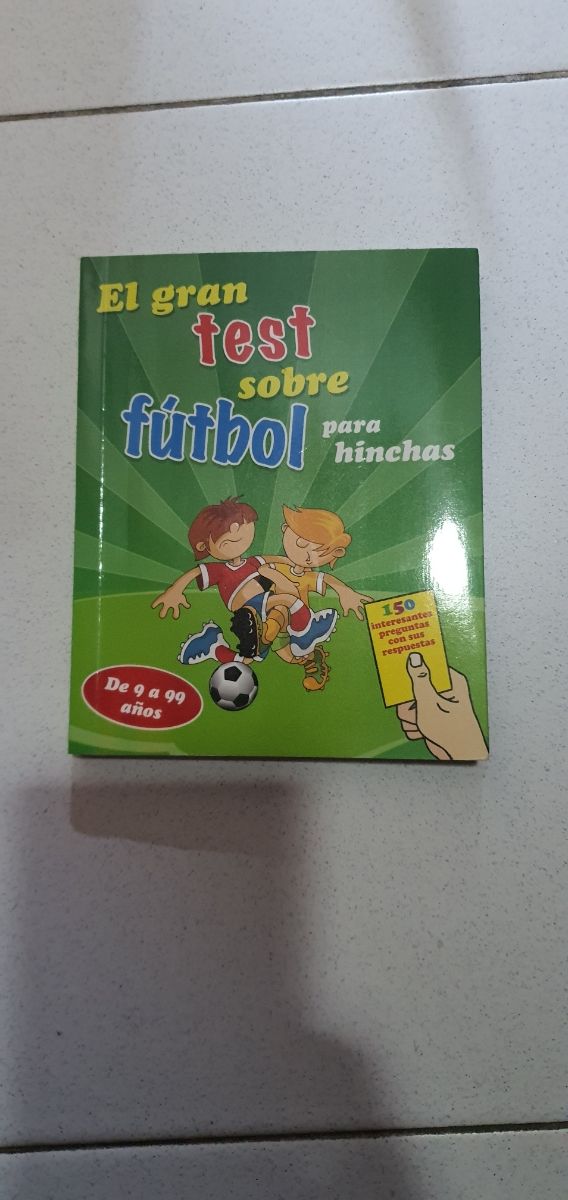 El gran
test
sobre
fútbol para
hinchas
150
interesantes
preguntas
con sus
respuestas
De 9 a 99
años